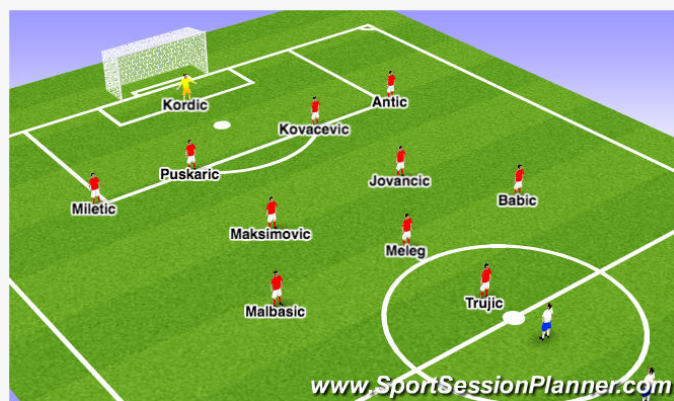 Kordic
Antic
Kovacevic
Puskaric
Jovancic
Miletic
Babic
Maksimovic
Meleg
Malbasic
Trujic
www.SportSessionPlanner.com